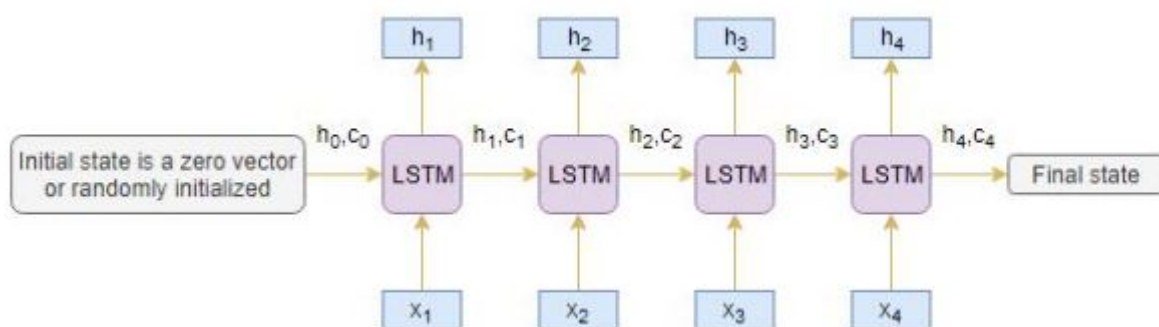 h₁ h₂ h₃ h₄
h₀,c₀ h₁,c₁ h₂,c₂ h₃,c₃ h₄,c₄
Initial state is a zero vector
or randomly initialized
LSTM LSTM LSTM LSTM
Final state
x₁ x₂ x₃ x₄